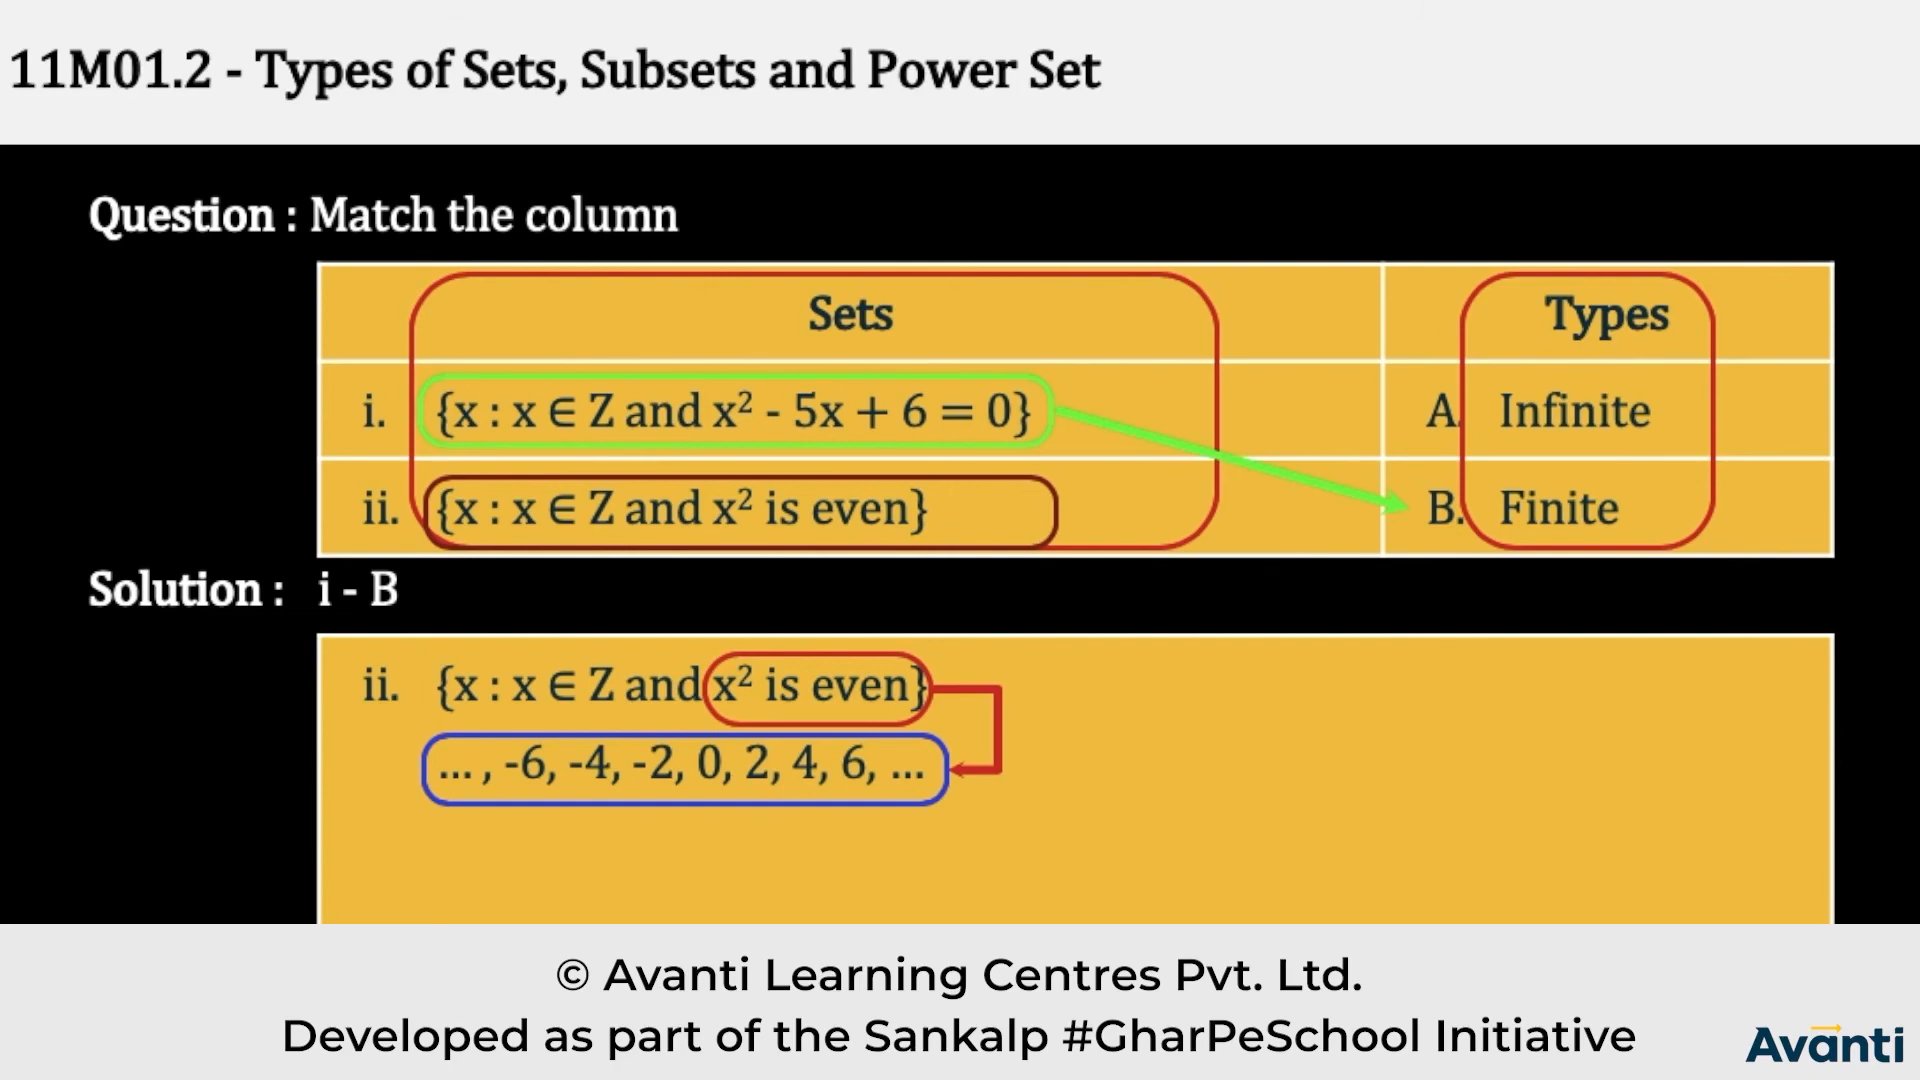 11M01.2 - Types of Sets, Subsets and Power Set
Question : Match the column
Sets Types
i. {x : x ∈ Z and x² - 5x + 6 = 0} A. Infinite
ii. {x : x ∈ Z and x² is even} B. Finite
Solution : i - B
ii. {x : x ∈ Z and x² is even}
... , -6, -4, -2, 0, 2, 4, 6, ...
© Avanti Learning Centres Pvt. Ltd.
Developed as part of the Sankalp #GharPeSchool Initiative
Avanti